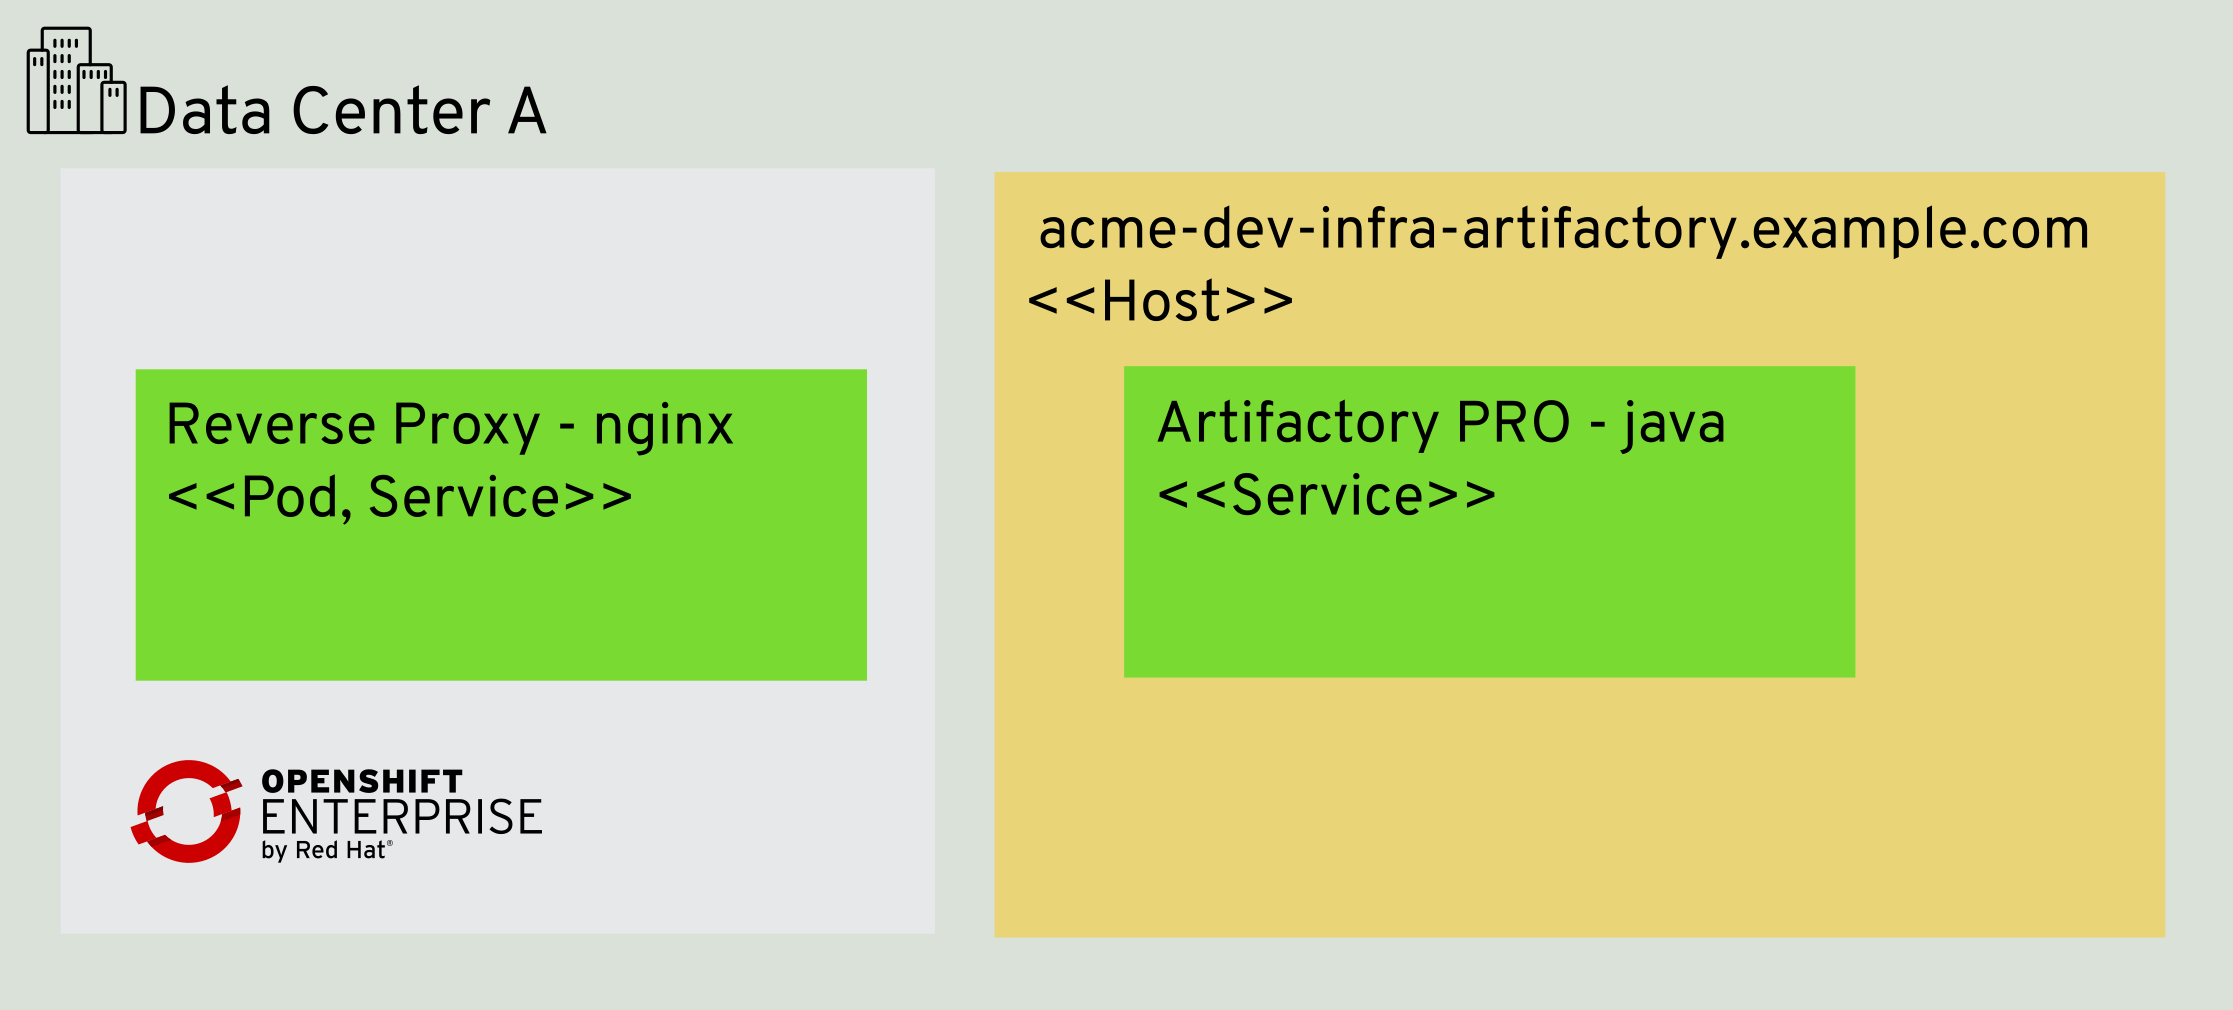 Data Center A
acme-dev-infra-artifactory.example.com
<<Host>>
Reverse Proxy - nginx
<<Pod, Service>>
Artifactory PRO - java
<<Service>>
OPENSHIFT
ENTERPRISE
by Red Hat®